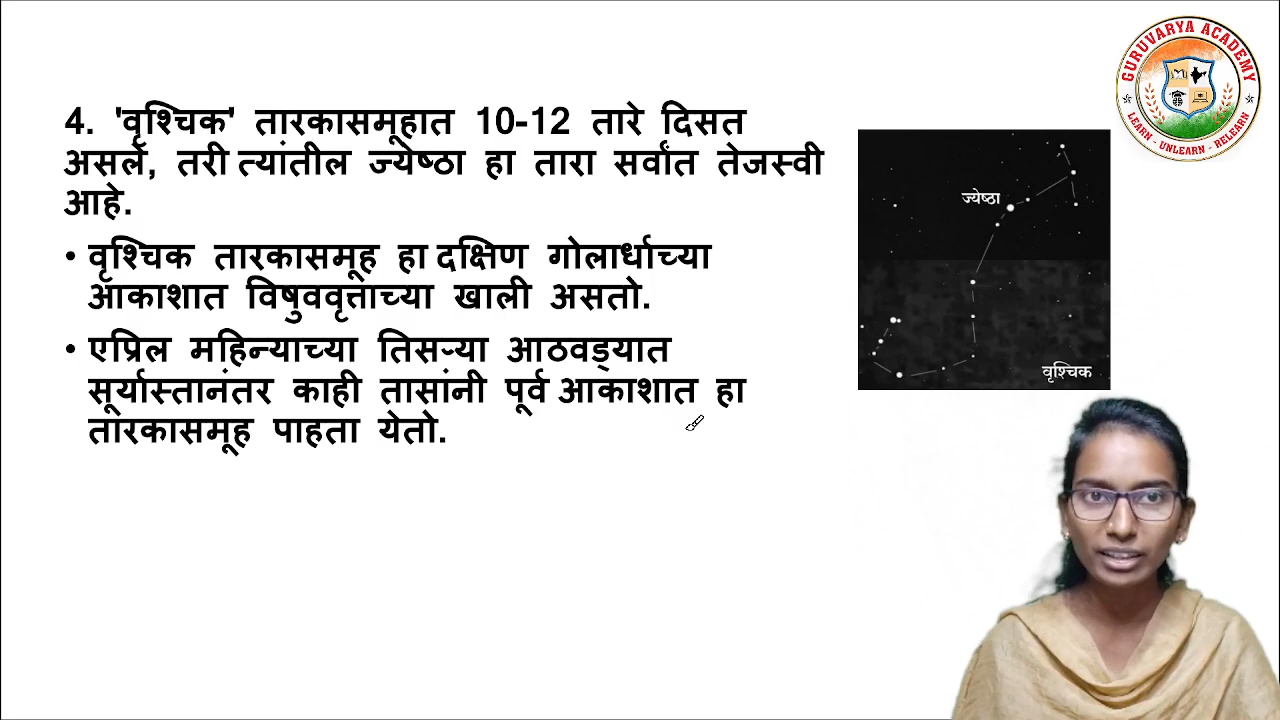 4. 'वृश्चिक' तारकासमूहात 10-12 तारे दिसत
असले, तरी त्यांतील ज्येष्ठा हा तारा सर्वांत तेजस्वी
आहे.
• वृश्चिक तारकासमूह हा दक्षिण गोलार्धाच्या
आकाशात विषुववृत्ताच्या खाली असतो.
• एप्रिल महिन्याच्या तिसऱ्या आठवड्यात
सूर्यास्तानंतर काही तासांनी पूर्व आकाशात हा
तारकासमूह पाहता येतो.
ज्येष्ठा
वृश्चिक
GURUVARYA ACADEMY
LEARN - UNLEARN - RELEARN